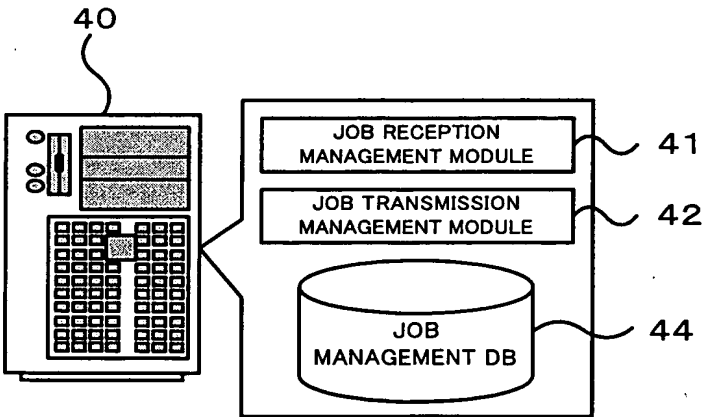 40
JOB RECEPTION
MANAGEMENT MODULE
41
JOB TRANSMISSION
MANAGEMENT MODULE
42
JOB
MANAGEMENT DB
44